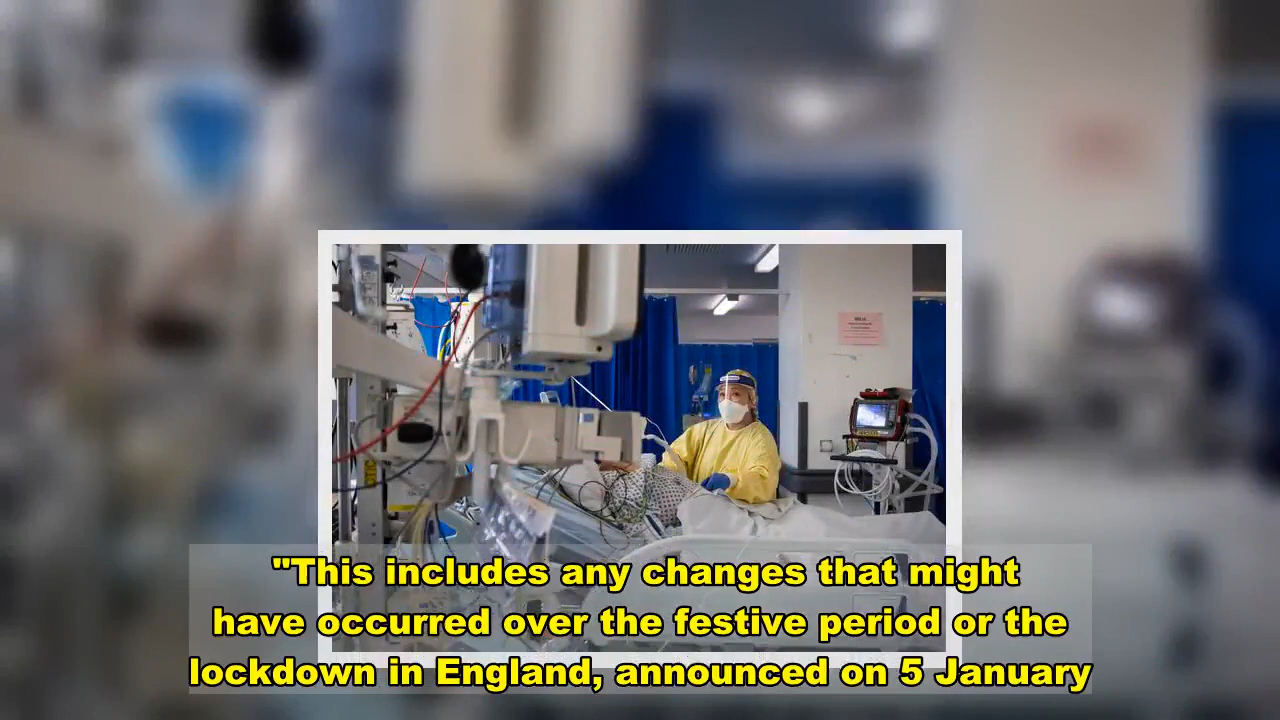 "This includes any changes that might
have occurred over the festive period or the
lockdown in England, announced on 5 January